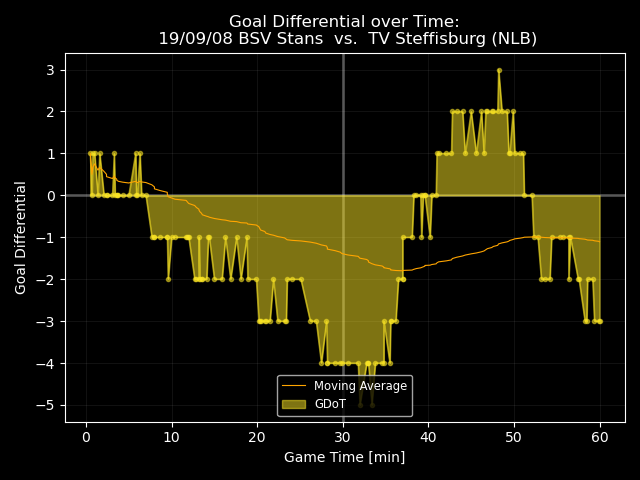 Goal Differential over Time:
19/09/08 BSV Stans  vs.  TV Steffisburg (NLB)
Goal Differential
3
2
1
0
−1
−2
−3
−4
−5
Moving Average
GDoT
0 10 20 30 40 50 60
Game Time [min]